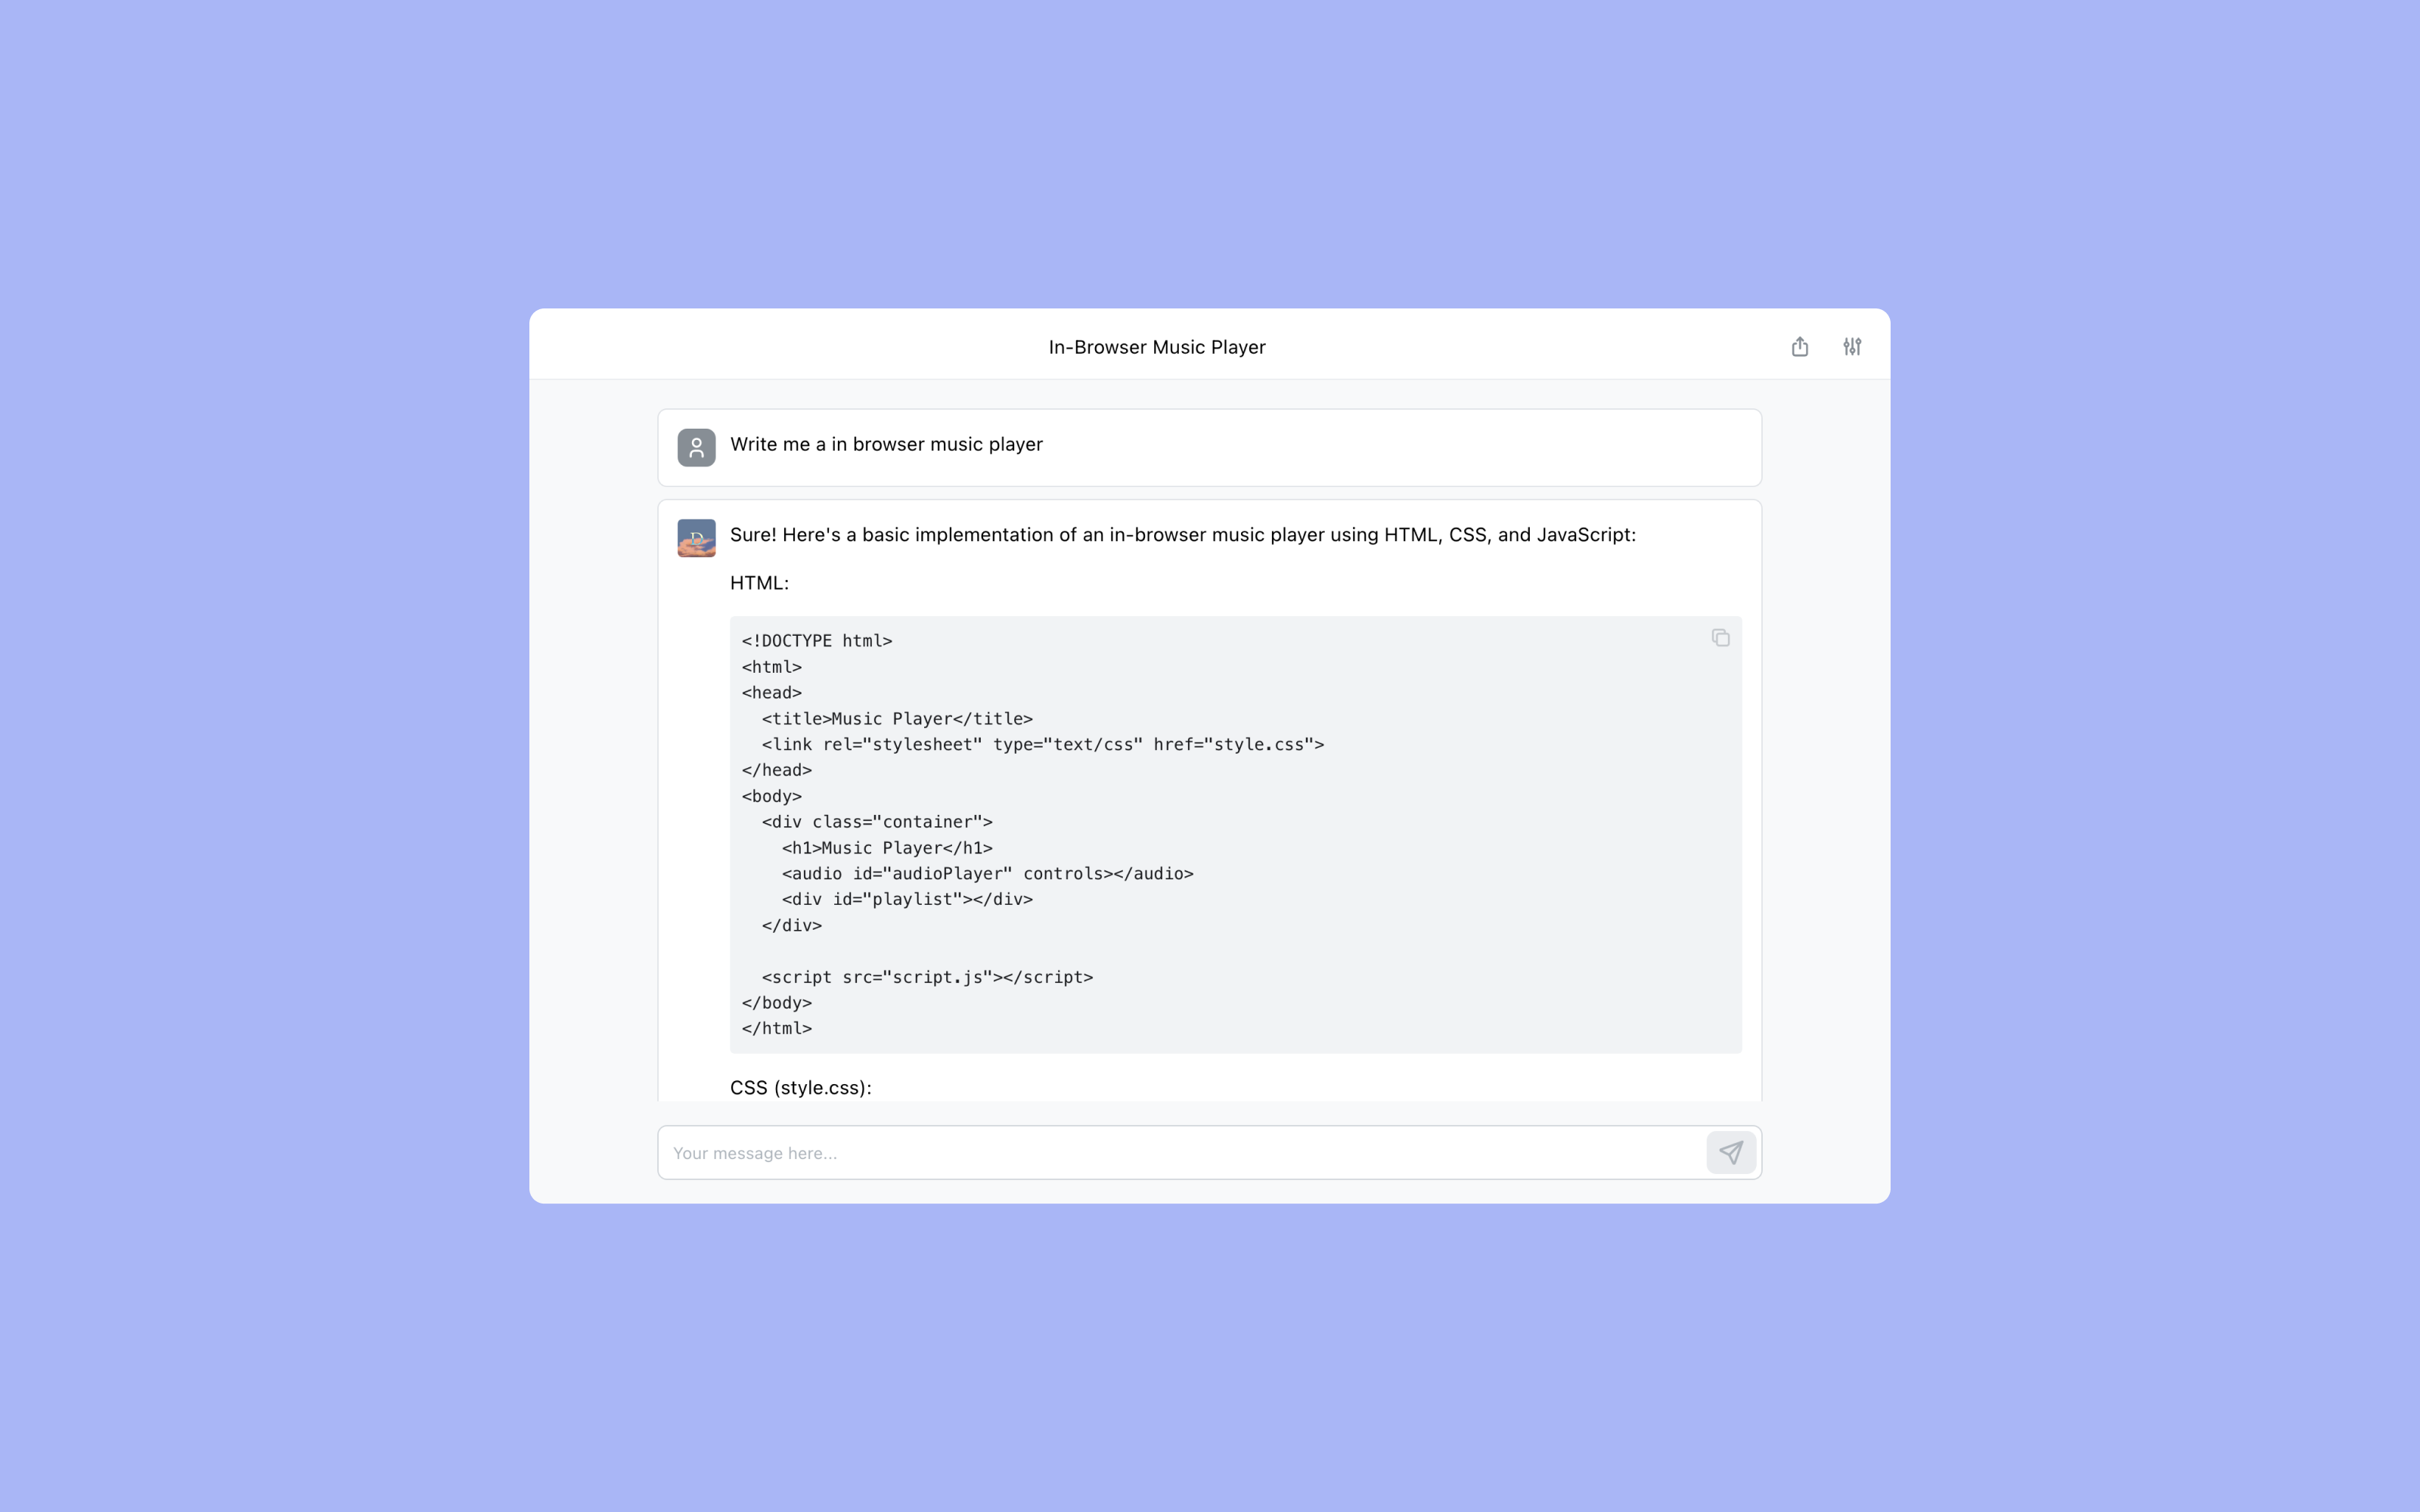 In-Browser Music Player
Write me a in browser music player
D
Sure! Here's a basic implementation of an in-browser music player using HTML, CSS, and JavaScript:
HTML:
<!DOCTYPE html>
<html>
<head>
  <title>Music Player</title>
  <link rel="stylesheet" type="text/css" href="style.css">
</head>
<body>
  <div class="container">
    <h1>Music Player</h1>
    <audio id="audioPlayer" controls></audio>
    <div id="playlist"></div>
  </div>
  <script src="script.js"></script>
</body>
</html>
CSS (style.css):
Your message here...